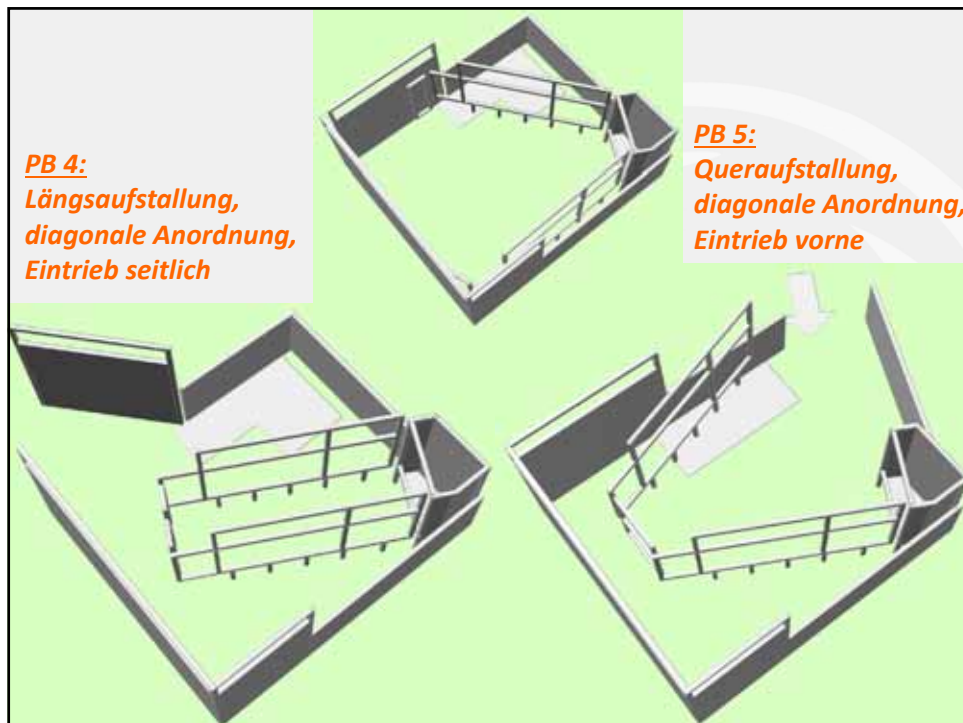 PB 4:
Längsaufstallung,
diagonale Anordnung,
Eintrieb seitlich
PB 5:
Queraufstallung,
diagonale Anordnung,
Eintrieb vorne